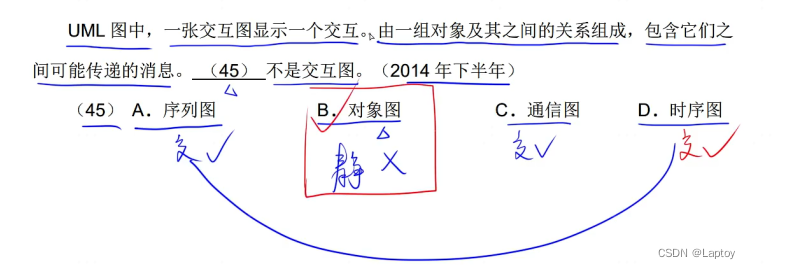 UML 图中，一张交互图显示一个交互。由一组对象及其之间的关系组成，包含它们之
间可能传递的消息。 （45） 不是交互图。（2014 年下半年）
（45） A．序列图 B．对象图 C．通信图 D．时序图
交 ✓ 静 × 交 ✓ 交 ✓
CSDN @Laptoy